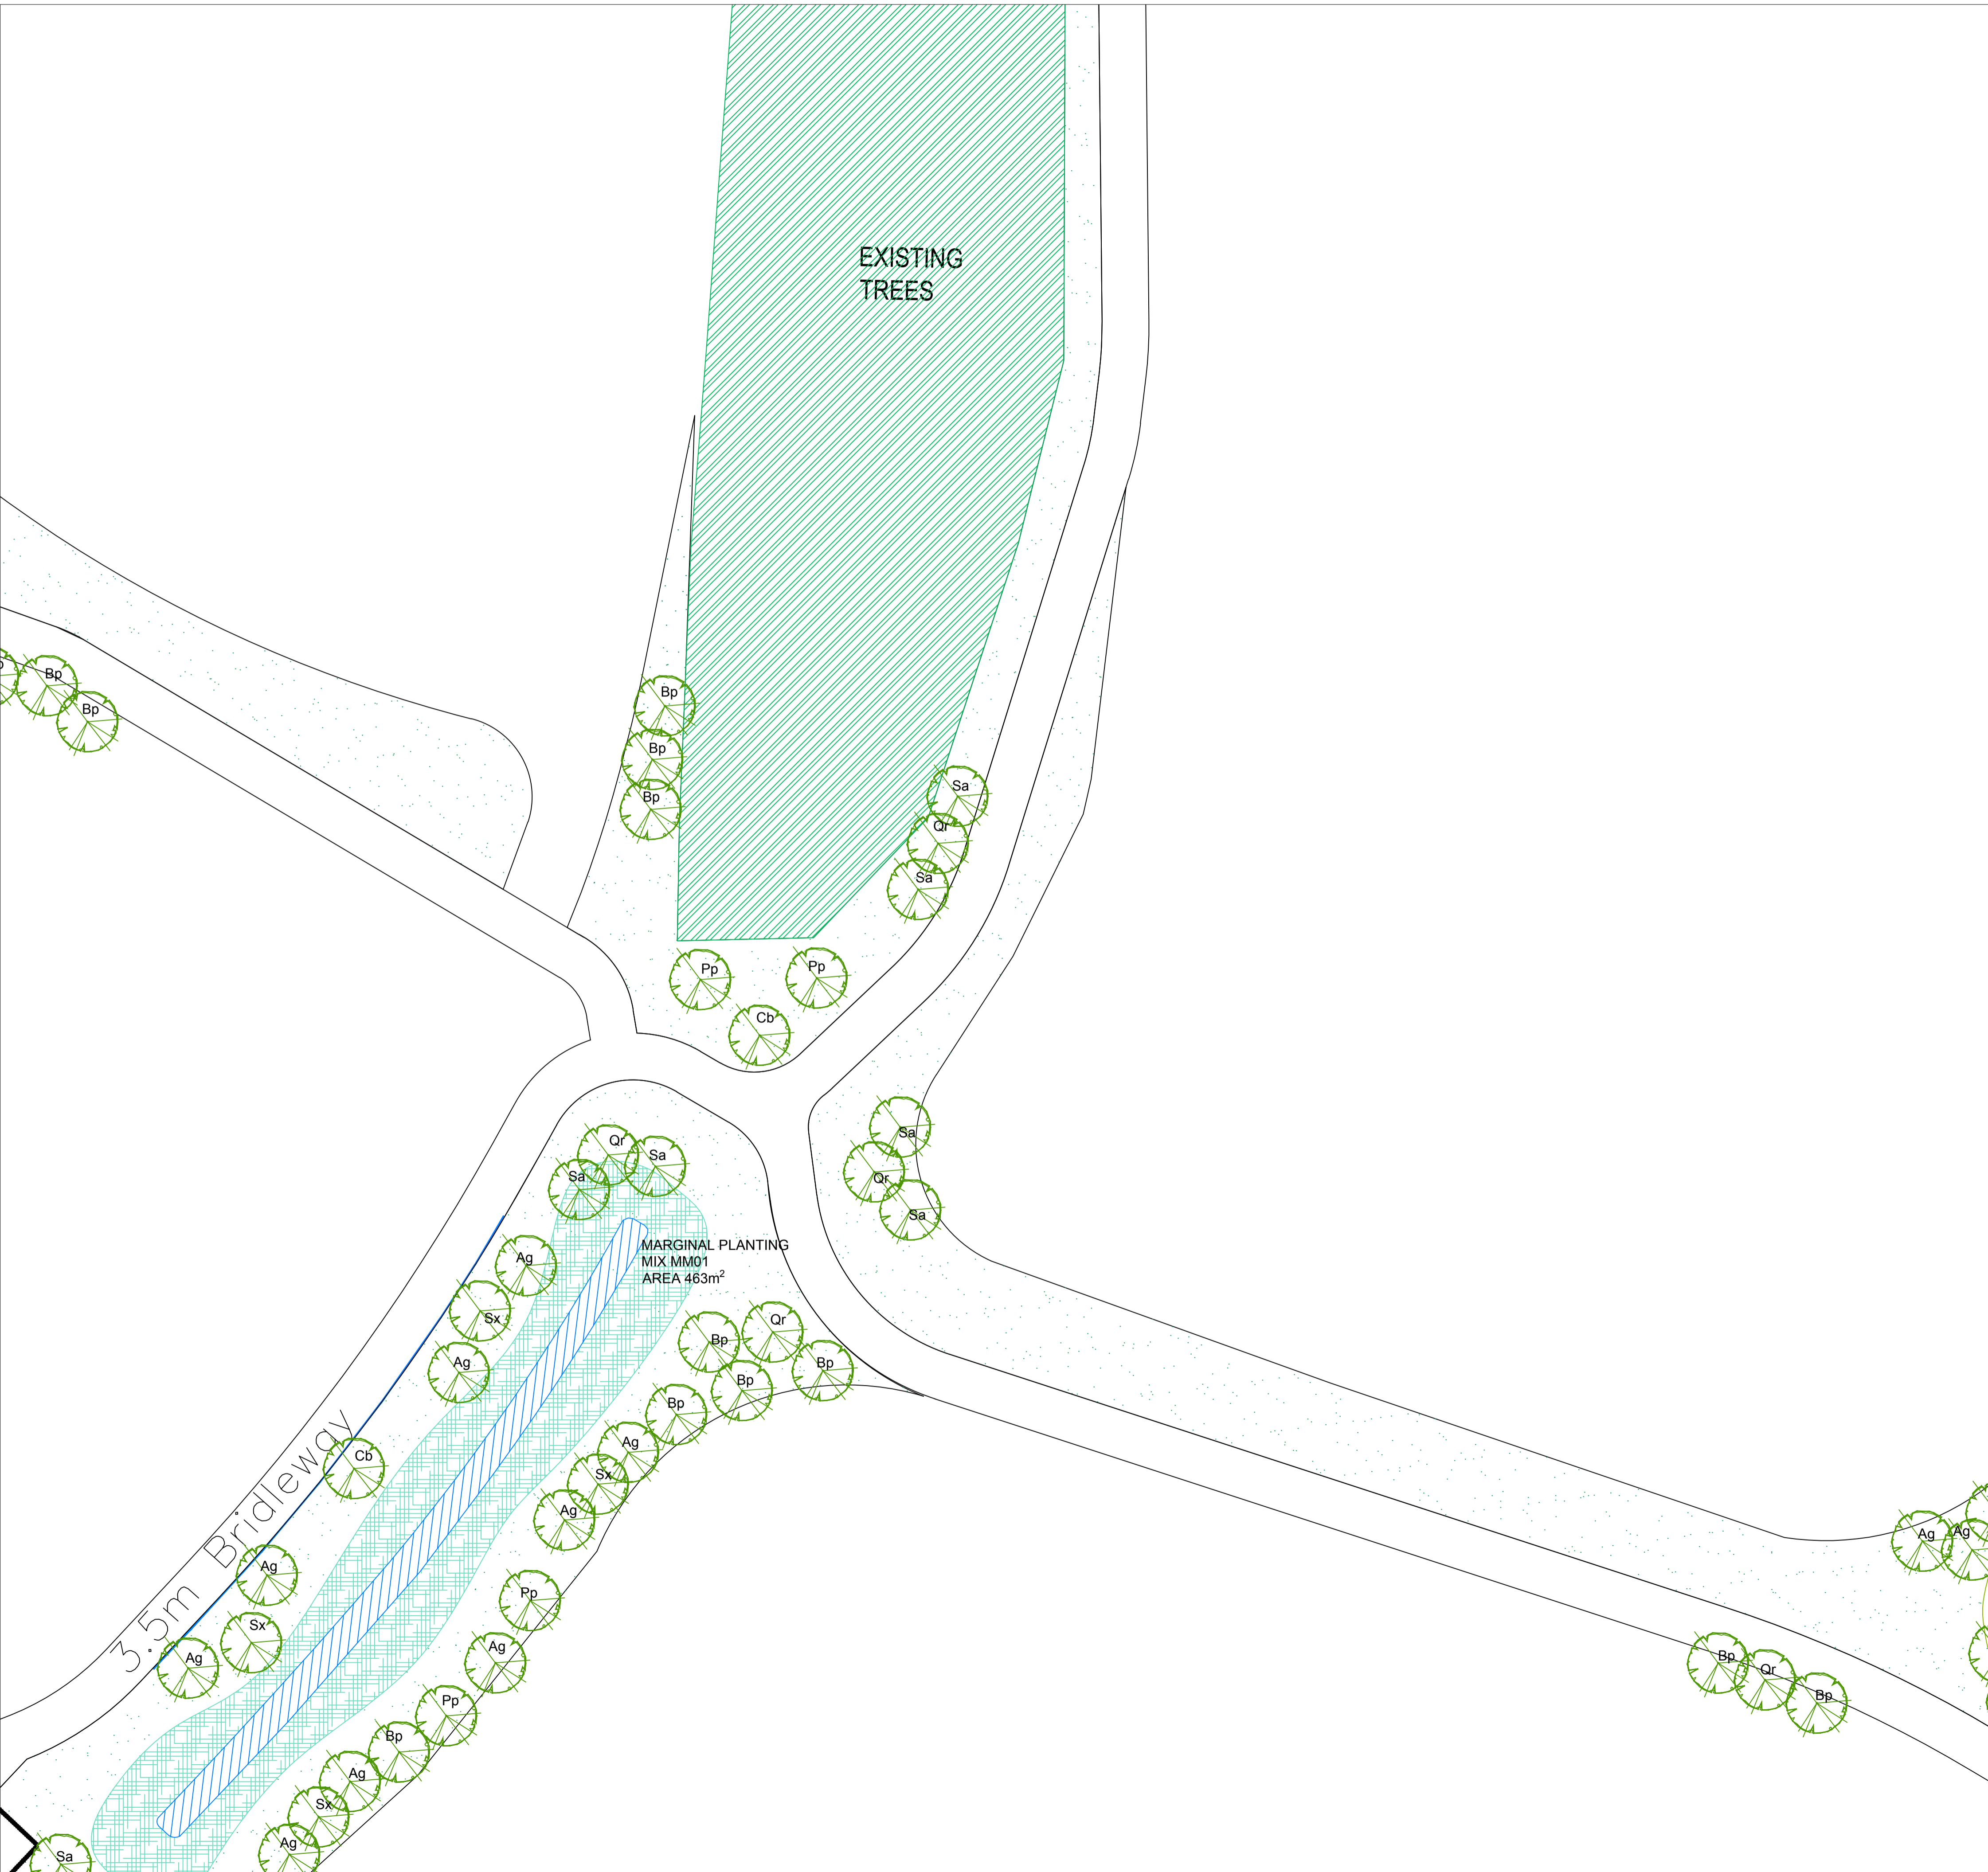 EXISTING
TREES
p
Bp
Bp
Bp
Bp
Bp
Sa
Qr
Sa
Pp
Pp
Cb
Sa
Qr
Sa
Qr
Sa
Sa
MARGINAL PLANTING
MIX MM01
AREA 463m²
Ag
Sx
Ag
Bp
Qr
Bp
Bp
Bp
Ag
Sx
Ag
Cb
3.5m Bridleway
Ag
Sx
Ag
Pp
Ag
Pp
Bp
Ag
Sx
Ag
Sa
Ag
Ag
Bp
Qr
Bp